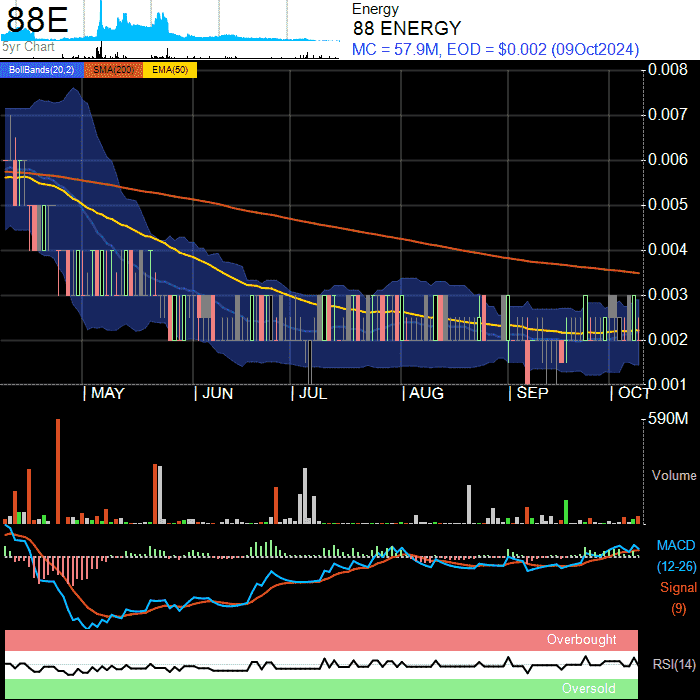 88E
5yr Chart
Energy
88 ENERGY
MC = 57.9M, EOD = $0.002 (09Oct2024)
BollBands(20,2) SMA(200) EMA(50)
0.008
0.007
0.006
0.005
0.004
0.003
0.002
0.001
MAY JUN JUL AUG SEP OCT
590M
Volume
MACD
(12-26)
Signal
(9)
Overbought
RSI(14)
Oversold